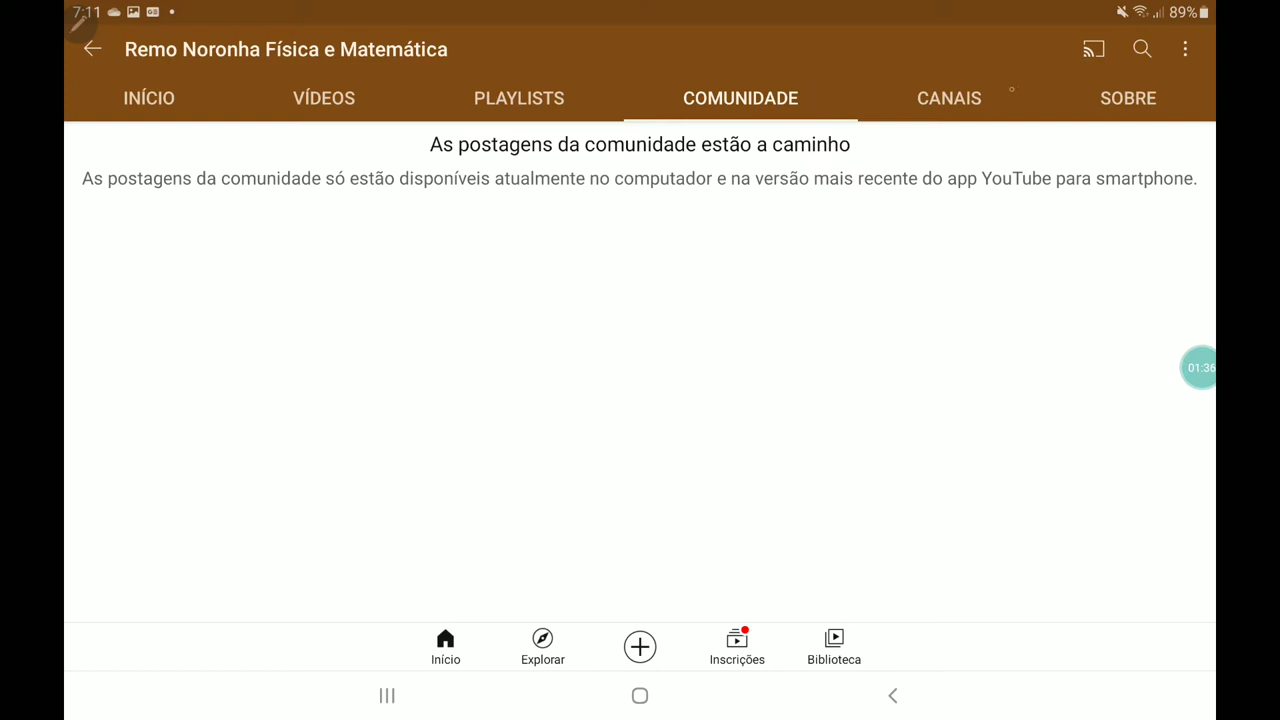 7:11
89%
Remo Noronha Física e Matemática
INÍCIO VÍDEOS PLAYLISTS COMUNIDADE CANAIS SOBRE
As postagens da comunidade estão a caminho
As postagens da comunidade só estão disponíveis atualmente no computador e na versão mais recente do app YouTube para smartphone.
01:36
Início Explorar Inscrições Biblioteca